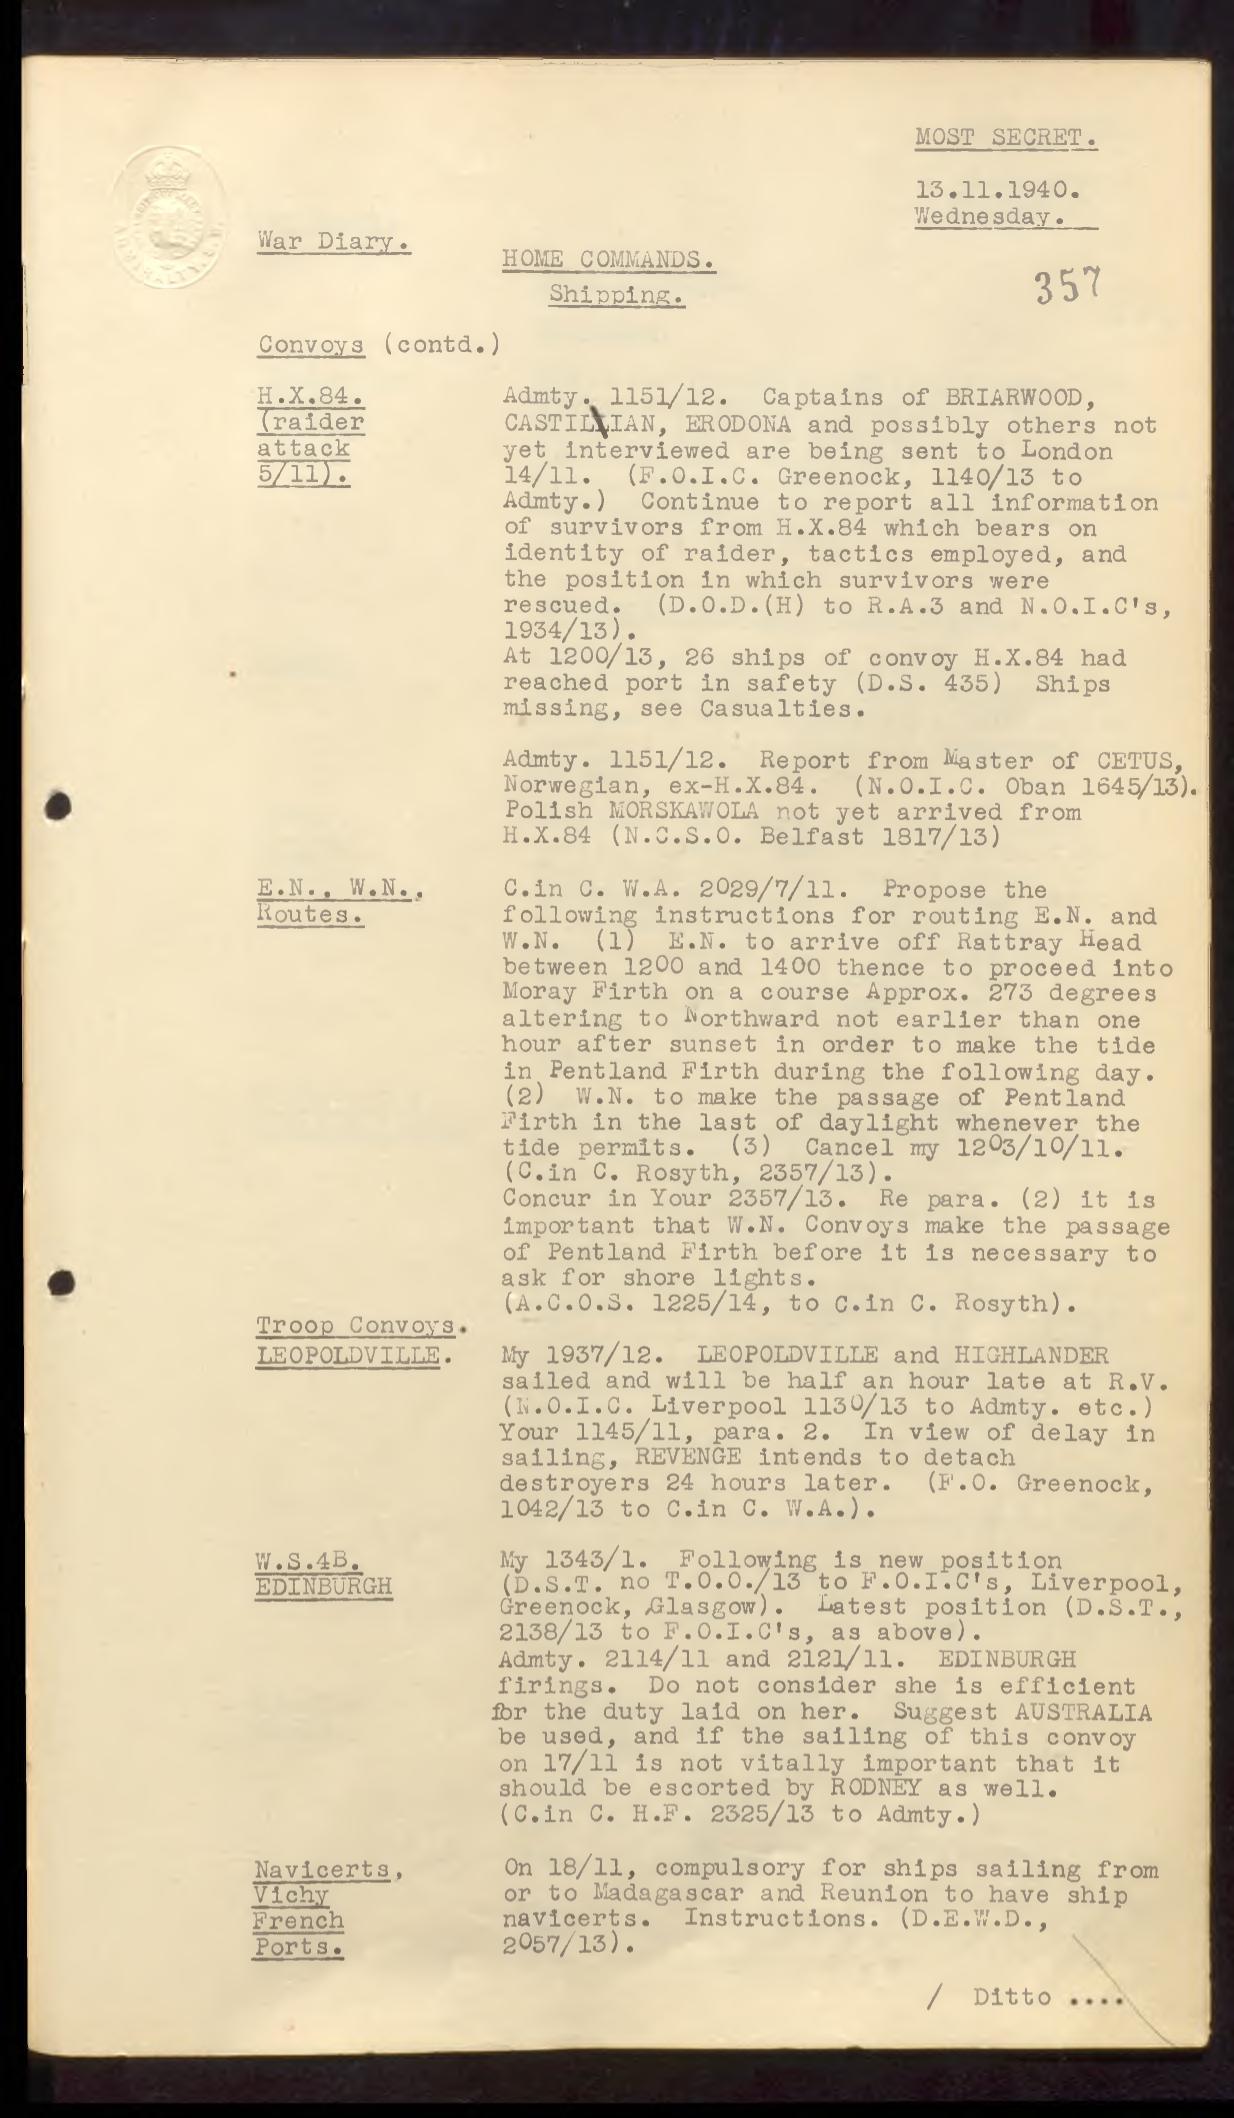 MOST SECRET.
13.11.1940.
Wednesday.
War Diary.
HOME COMMANDS.
Shipping.
357
Convoys (contd.)
H.X.84.
(raider
attack
5/11).
Admty. 1151/12. Captains of BRIARWOOD,
CASTILLIAN, ERODONA and possibly others not
yet interviewed are being sent to London
14/11. (F.O.I.C. Greenock, 1140/13 to
Admty.) Continue to report all information
of survivors from H.X.84 which bears on
identity of raider, tactics employed, and
the position in which survivors were
rescued. (D.O.D.(H) to R.A.3 and N.O.I.C's,
1934/13).
At 1200/13, 26 ships of convoy H.X.84 had
reached port in safety (D.S. 435) Ships
missing, see Casualties.
Admty. 1151/12. Report from Master of CETUS,
Norwegian, ex-H.X.84. (N.O.I.C. Oban 1645/13).
Polish MORSKAWOLA not yet arrived from
H.X.84 (N.C.S.O. Belfast 1817/13)
E.N., W.N.,
Routes.
C.in C. W.A. 2029/7/11. Propose the
following instructions for routing E.N. and
W.N. (1) E.N. to arrive off Rattray Head
between 1200 and 1400 thence to proceed into
Moray Firth on a course Approx. 273 degrees
altering to Northward not earlier than one
hour after sunset in order to make the tide
in Pentland Firth during the following day.
(2) W.N. to make the passage of Pentland
Firth in the last of daylight whenever the
tide permits. (3) Cancel my 1203/10/11.
(C.in C. Rosyth, 2357/13).
Concur in Your 2357/13. Re para. (2) it is
important that W.N. Convoys make the passage
of Pentland Firth before it is necessary to
ask for shore lights.
(A.C.O.S. 1225/14, to C.in C. Rosyth).
Troop Convoys.
LEOPOLDVILLE.
My 1937/12. LEOPOLDVILLE and HIGHLANDER
sailed and will be half an hour late at R.V.
(N.O.I.C. Liverpool 1130/13 to Admty. etc.)
Your 1145/11, para. 2. In view of delay in
sailing, REVENGE intends to detach
destroyers 24 hours later. (F.O. Greenock,
1042/13 to C.in C. W.A.).
W.S.4B.
EDINBURGH
My 1343/1. Following is new position
(D.S.T. no T.O.O./13 to F.O.I.C's, Liverpool,
Greenock, Glasgow). Latest position (D.S.T.,
2138/13 to F.O.I.C's, as above).
Admty. 2114/11 and 2121/11. EDINBURGH
firings. Do not consider she is efficient
for the duty laid on her. Suggest AUSTRALIA
be used, and if the sailing of this convoy
on 17/11 is not vitally important that it
should be escorted by RODNEY as well.
(C.in C. H.F. 2325/13 to Admty.)
Navicerts,
Vichy
French
Ports.
On 18/11, compulsory for ships sailing from
or to Madagascar and Reunion to have ship
navicerts. Instructions. (D.E.W.D.,
2057/13).
/ Ditto ....